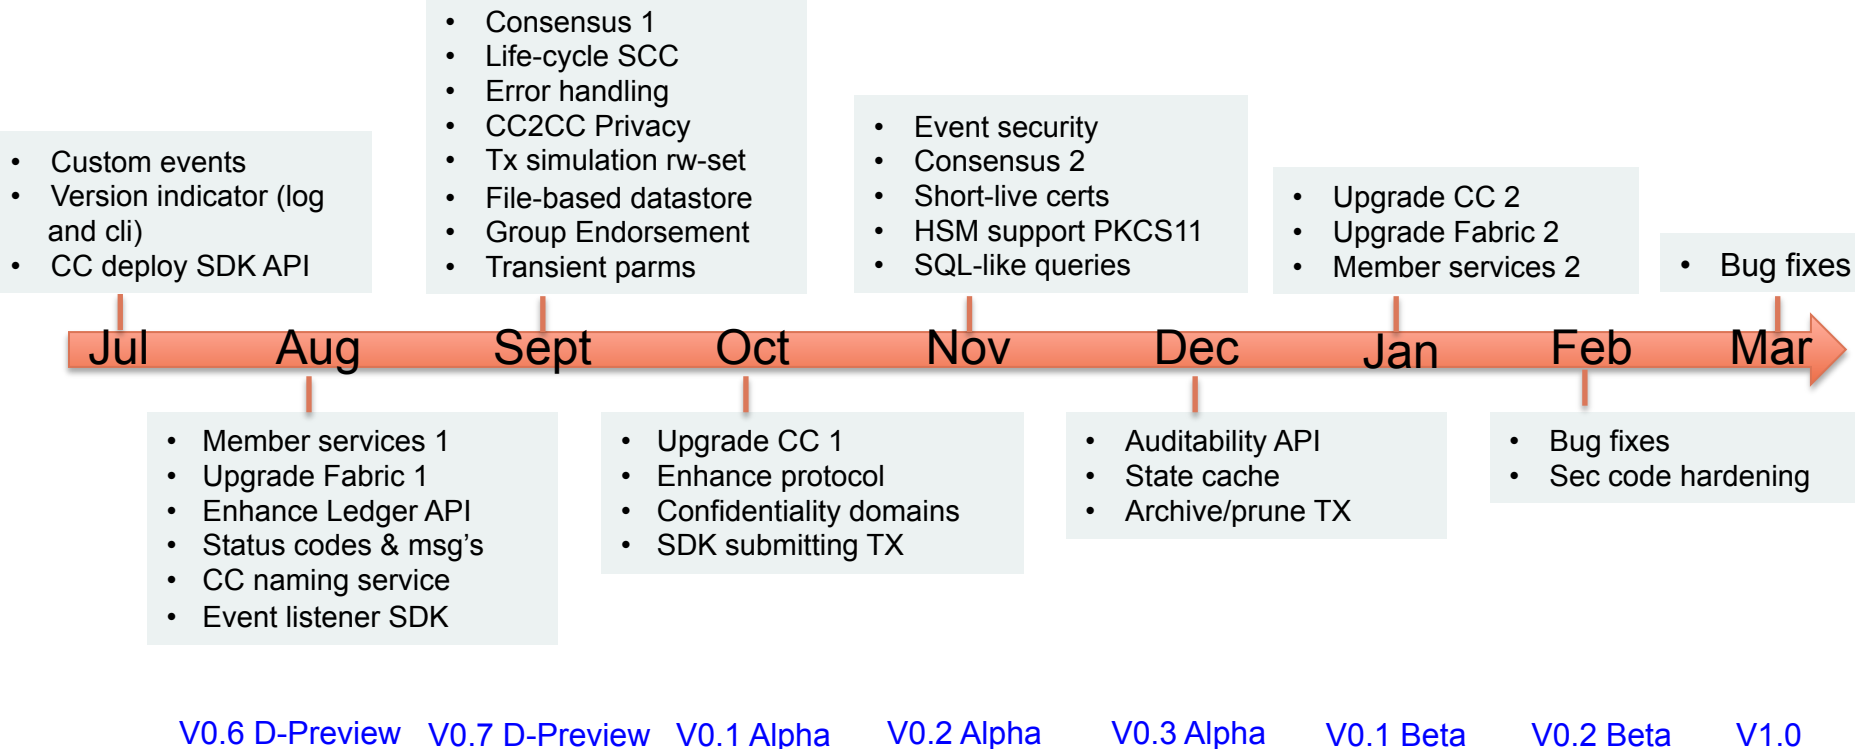 • Consensus 1
• Life-cycle SCC
• Error handling
• CC2CC Privacy
• Tx simulation rw-set
• File-based datastore
• Group Endorsement
• Transient parms
• Custom events
• Version indicator (log
and cli)
• CC deploy SDK API
• Event security
• Consensus 2
• Short-live certs
• HSM support PKCS11
• SQL-like queries
• Upgrade CC 2
• Upgrade Fabric 2
• Member services 2
• Bug fixes
Jul Aug Sept Oct Nov Dec Jan Feb Mar
• Member services 1
• Upgrade Fabric 1
• Enhance Ledger API
• Status codes & msg's
• CC naming service
• Event listener SDK
• Upgrade CC 1
• Enhance protocol
• Confidentiality domains
• SDK submitting TX
• Auditability API
• State cache
• Archive/prune TX
• Bug fixes
• Sec code hardening
V0.6 D-Preview V0.7 D-Preview V0.1 Alpha V0.2 Alpha V0.3 Alpha V0.1 Beta V0.2 Beta V1.0